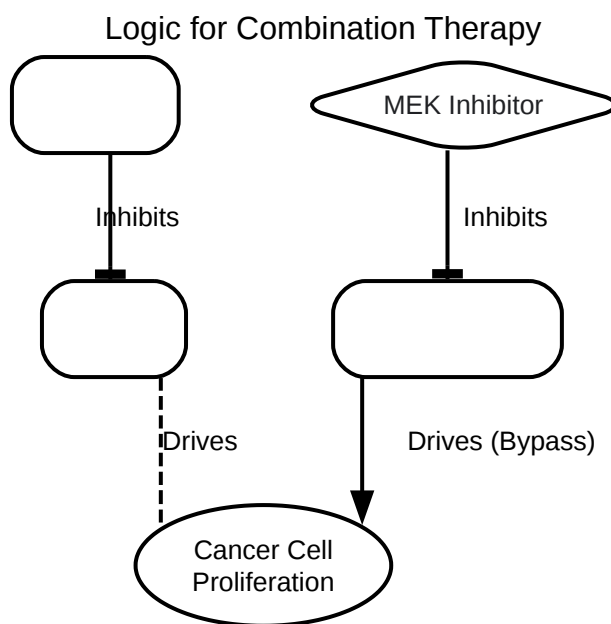 Logic for Combination Therapy
MEK Inhibitor
Inhibits
Inhibits
Drives
Drives (Bypass)
Cancer Cell
Proliferation